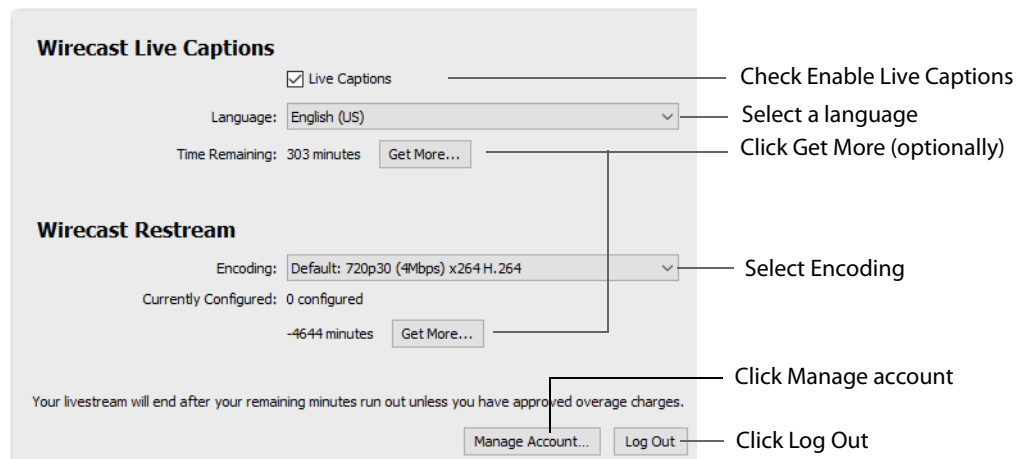 Wirecast Live Captions
Live Captions
Check Enable Live Captions
Language: English (US)
Select a language
Time Remaining: 303 minutes Get More...
Click Get More (optionally)
Wirecast Restream
Encoding: Default: 720p30 (4Mbps) x264 H.264
Select Encoding
Currently Configured: 0 configured
-4644 minutes Get More...
Click Manage account
Your livestream will end after your remaining minutes run out unless you have approved overage charges.
Manage Account... Log Out
Click Log Out